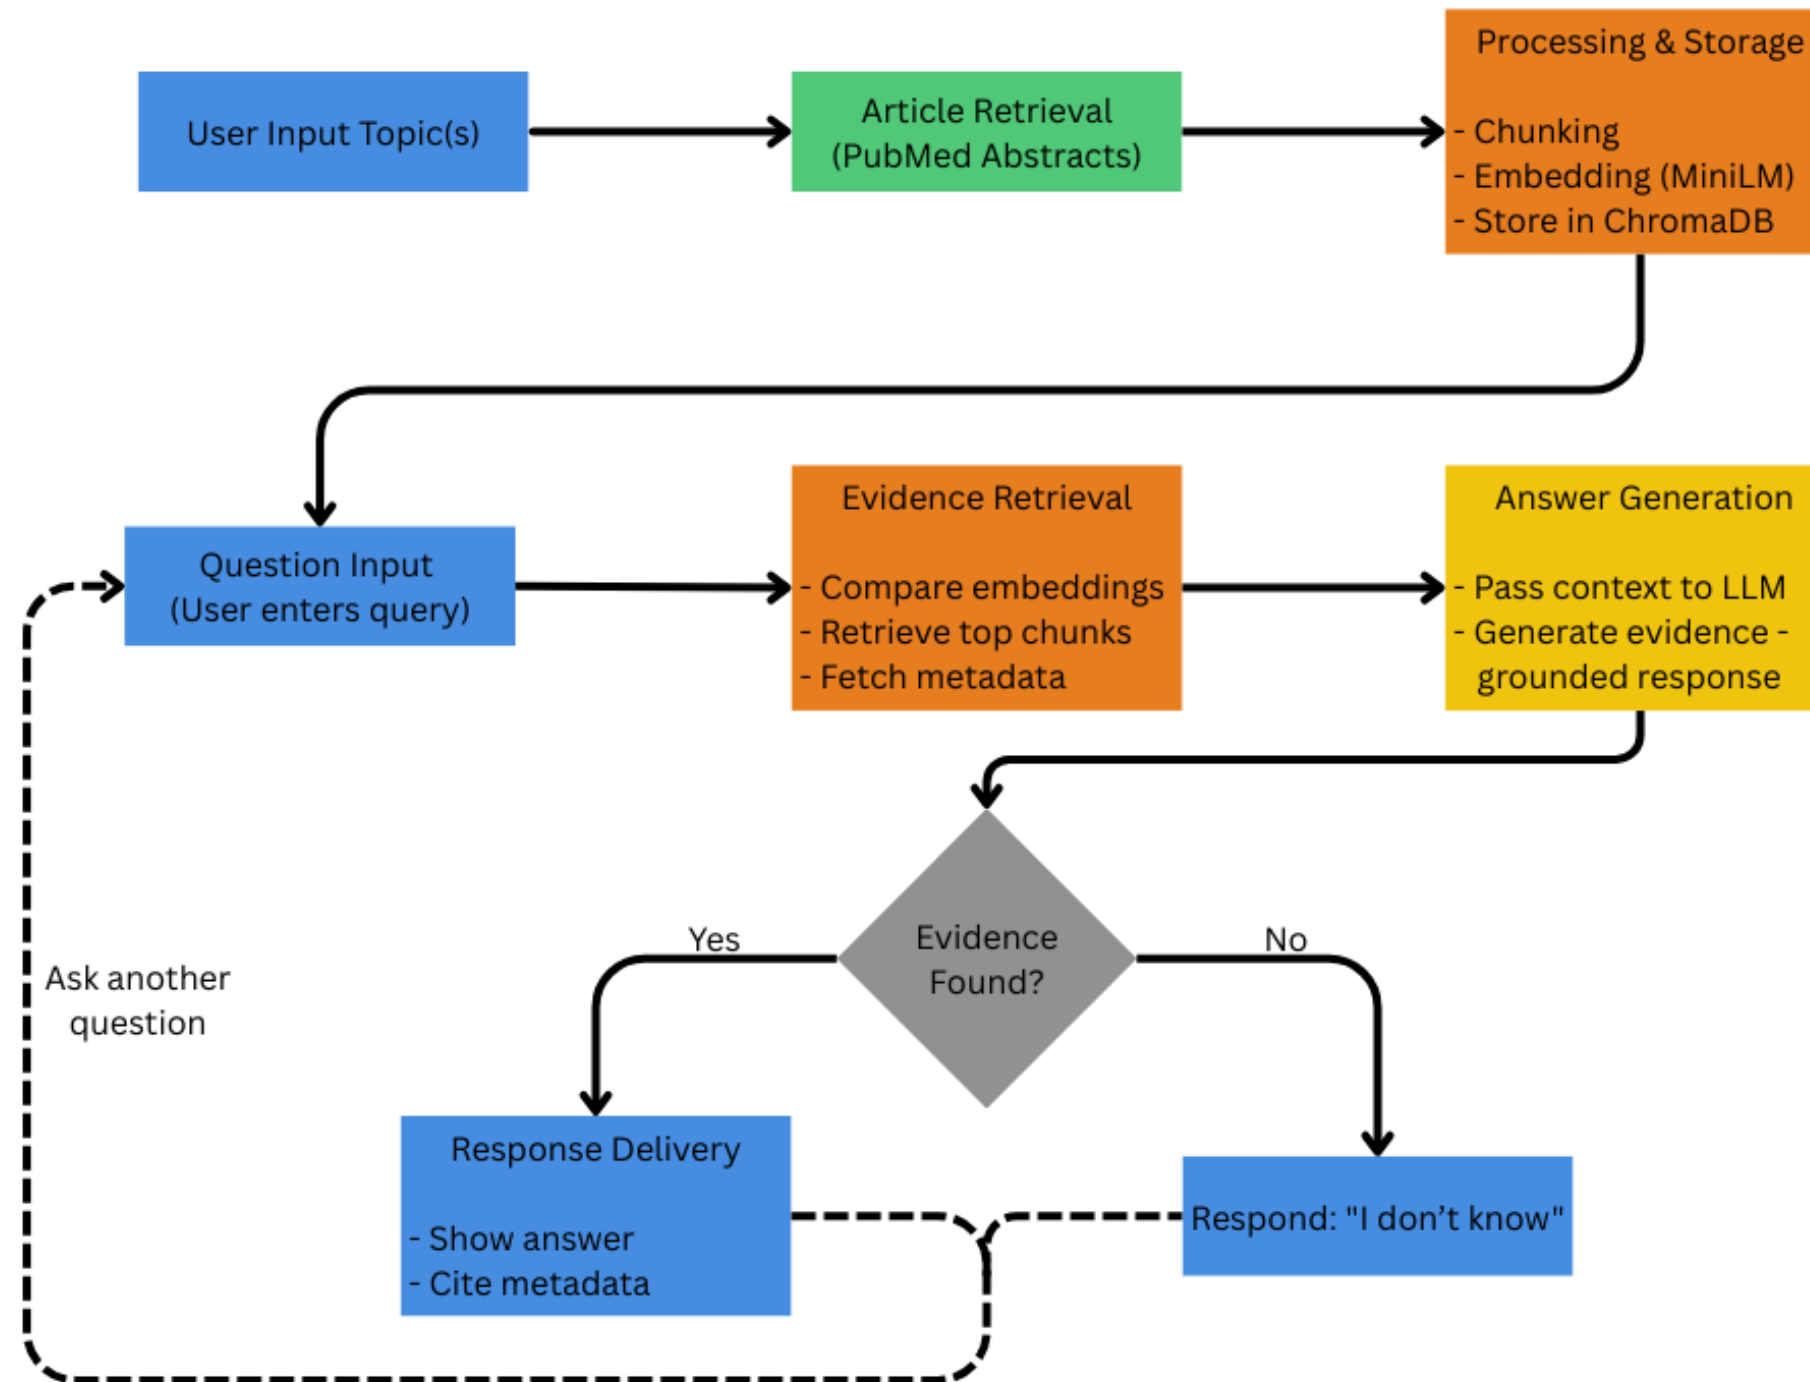 User Input Topic(s)
Article Retrieval
(PubMed Abstracts)
Processing & Storage
- Chunking
- Embedding (MiniLM)
- Store in ChromaDB
Question Input
(User enters query)
Evidence Retrieval
- Compare embeddings
- Retrieve top chunks
- Fetch metadata
Answer Generation
- Pass context to LLM
- Generate evidence -
grounded response
Evidence
Found?
Yes
No
Ask another
question
Response Delivery
- Show answer
- Cite metadata
Respond: "I don’t know"